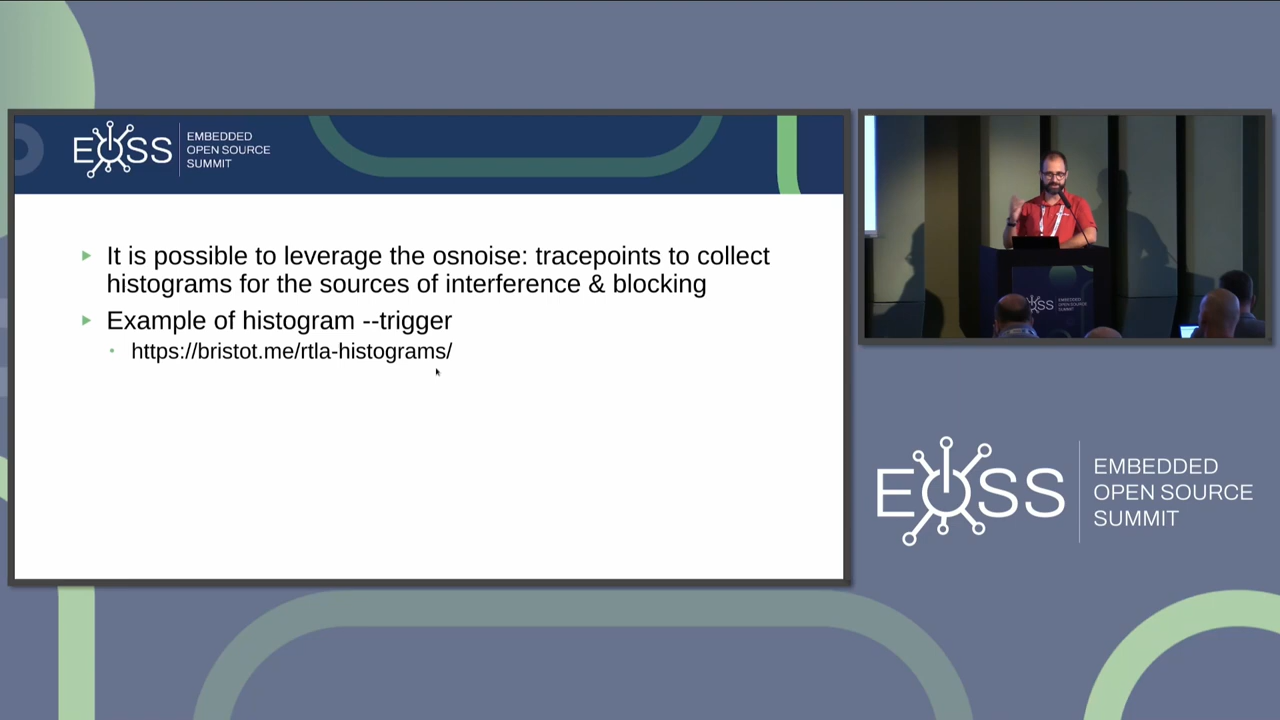 EOSS
EMBEDDED
OPEN SOURCE
SUMMIT
It is possible to leverage the osnoise: tracepoints to collect
histograms for the sources of interference & blocking
Example of histogram --trigger
https://bristot.me/rtla-histograms/
EOSS
EOSS
EMBEDDED
OPEN SOURCE
SUMMIT